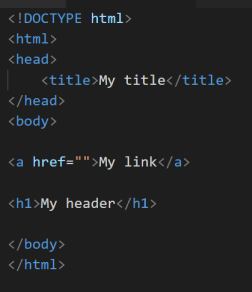 <!DOCTYPE html>
<html>
<head>
    <title>My title</title>
</head>
<body>

<a href="">My link</a>

<h1>My header</h1>

</body>
</html>